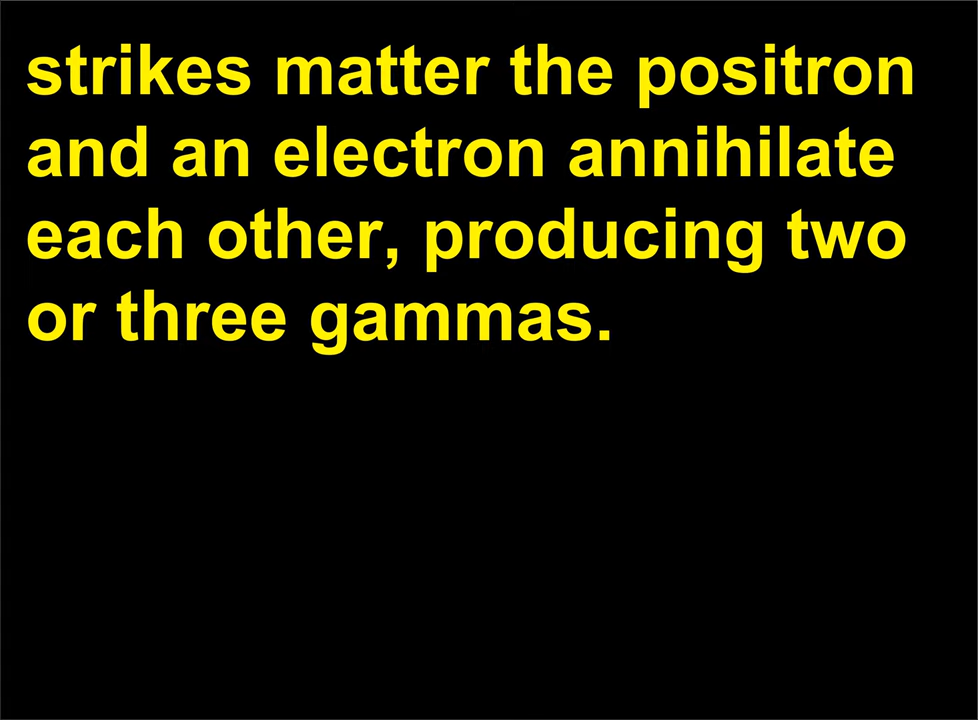 strikes matter the positron
and an electron annihilate
each other, producing two
or three gammas.